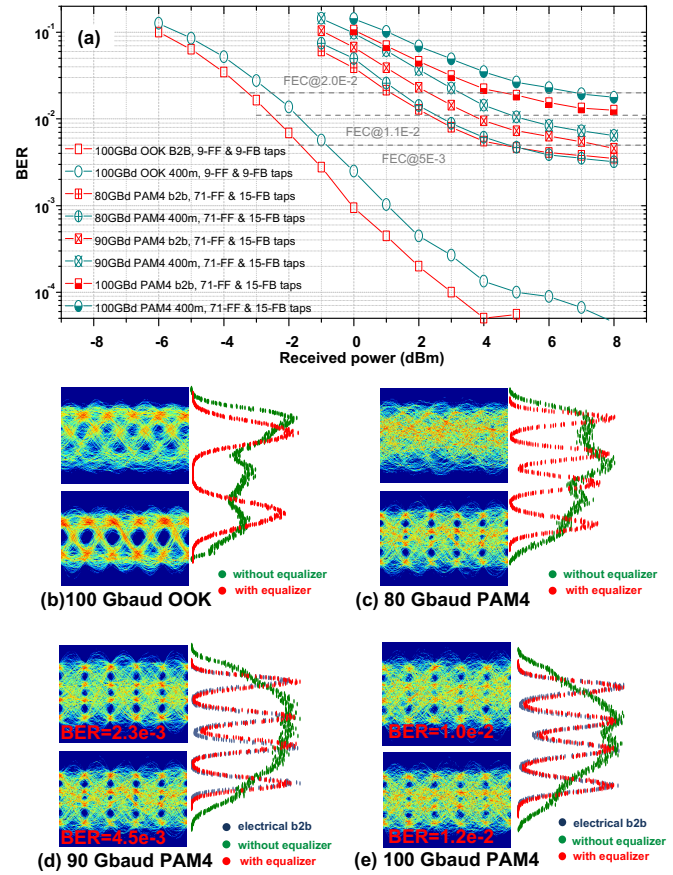 10⁻¹
10⁻²
10⁻³
10⁻⁴
BER
(a)
FEC@2.0E-2
FEC@1.1E-2
FEC@5E-3
100GBd OOK B2B, 9-FF & 9-FB taps
100GBd OOK 400m, 9-FF & 9-FB taps
80GBd PAM4 b2b, 71-FF & 15-FB taps
80GBd PAM4 400m, 71-FF & 15-FB taps
90GBd PAM4 b2b, 71-FF & 15-FB taps
90GBd PAM4 400m, 71-FF & 15-FB taps
100GBd PAM4 b2b, 71-FF & 15-FB taps
100GBd PAM4 400m, 71-FF & 15-FB taps
-8 -6 -4 -2 0 2 4 6 8
Received power (dBm)
without equalizer
with equalizer
(b)100 Gbaud OOK
without equalizer
with equalizer
(c) 80 Gbaud PAM4
BER=2.3e-3
BER=4.5e-3
electrical b2b
without equalizer
with equalizer
(d) 90 Gbaud PAM4
BER=1.0e-2
BER=1.2e-2
electrical b2b
without equalizer
with equalizer
(e) 100 Gbaud PAM4